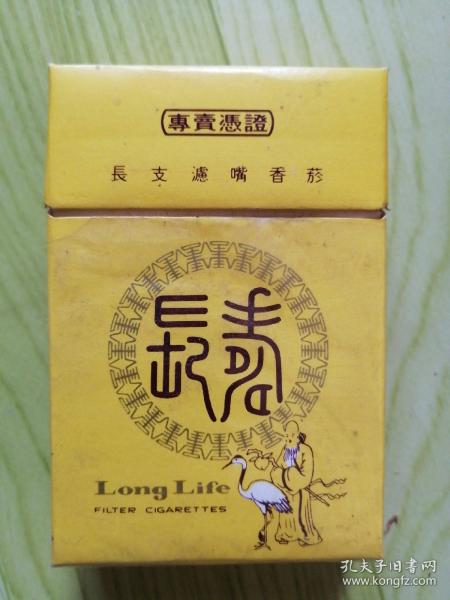 專賣憑證
長支濾嘴香菸
長壽
Long Life
FILTER CIGARETTES
孔夫子旧书网
www.kongfz.com